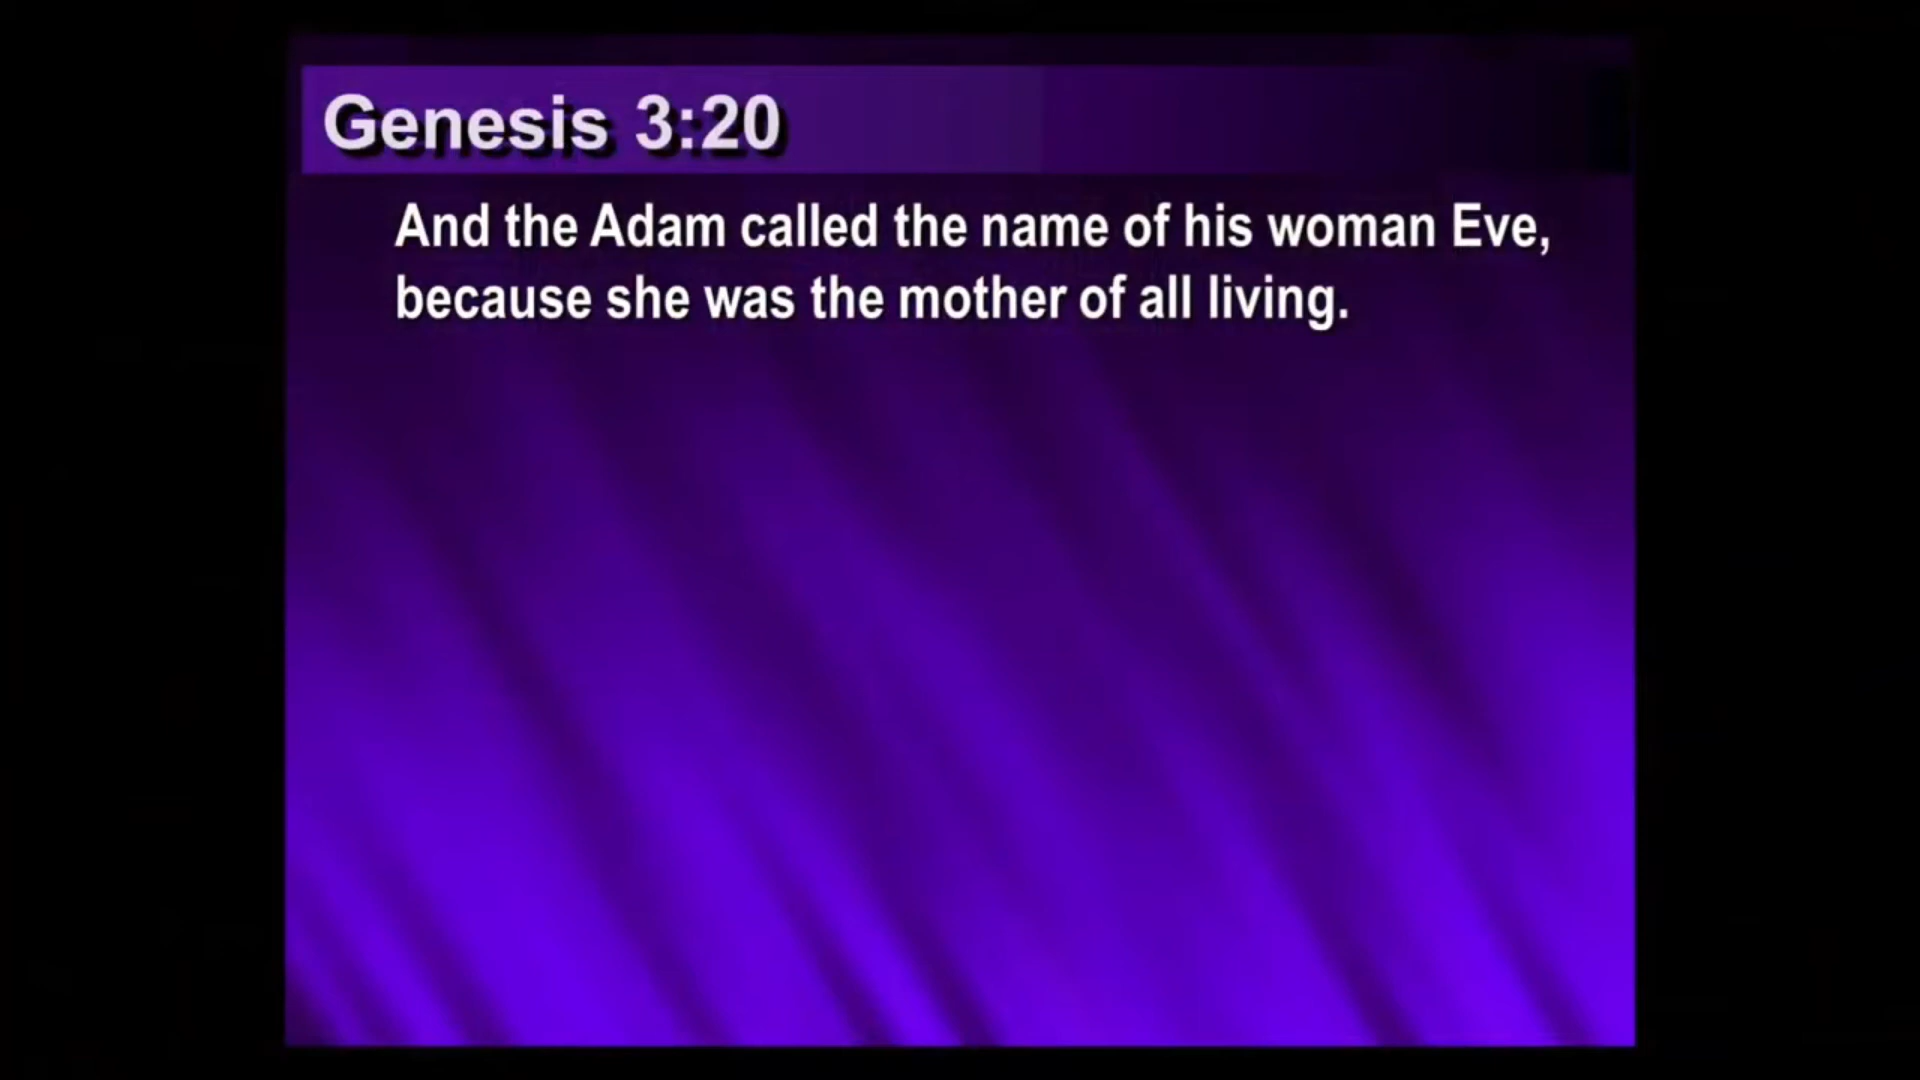 Genesis 3:20
And the Adam called the name of his woman Eve,
because she was the mother of all living.